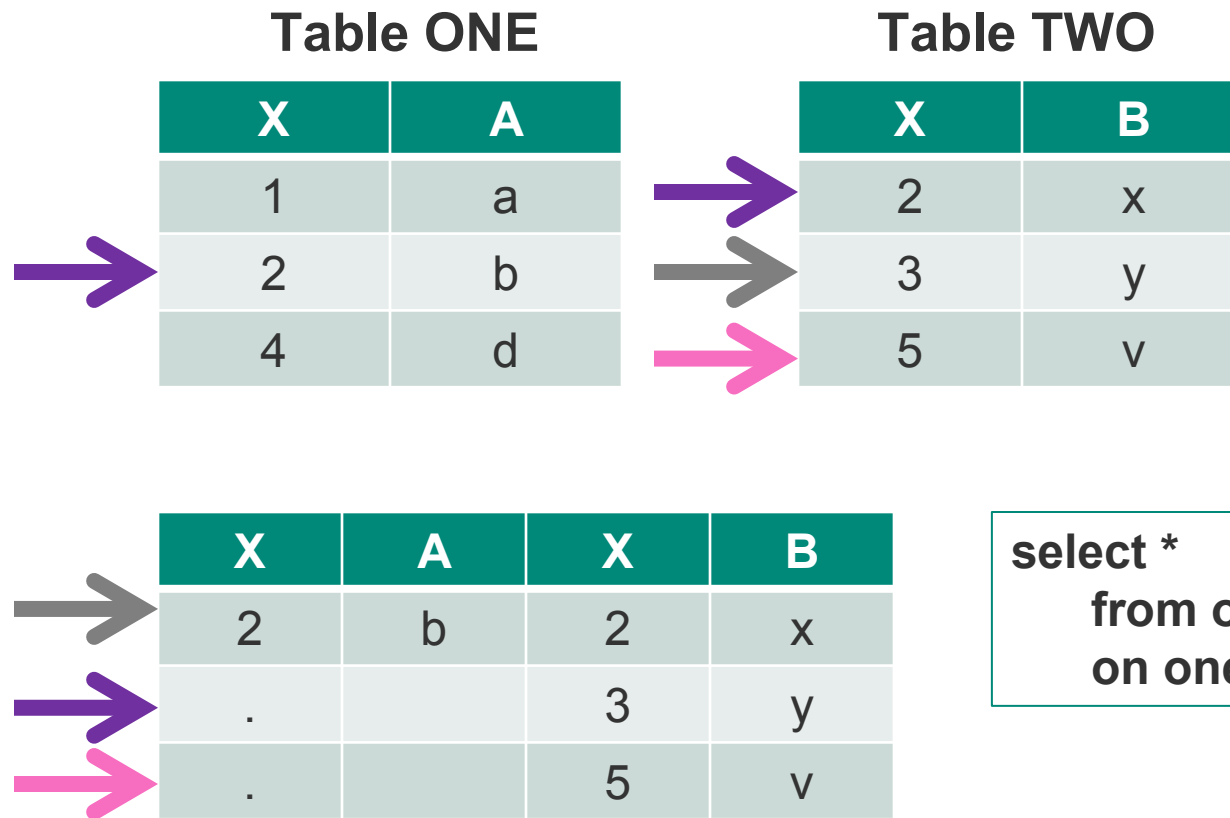 Table ONE Table TWO
X A X B
1 a 2 x
2 b 3 y
4 d 5 v
X A X B
2 b 2 x
. 3 y
. 5 v
select *
from
on